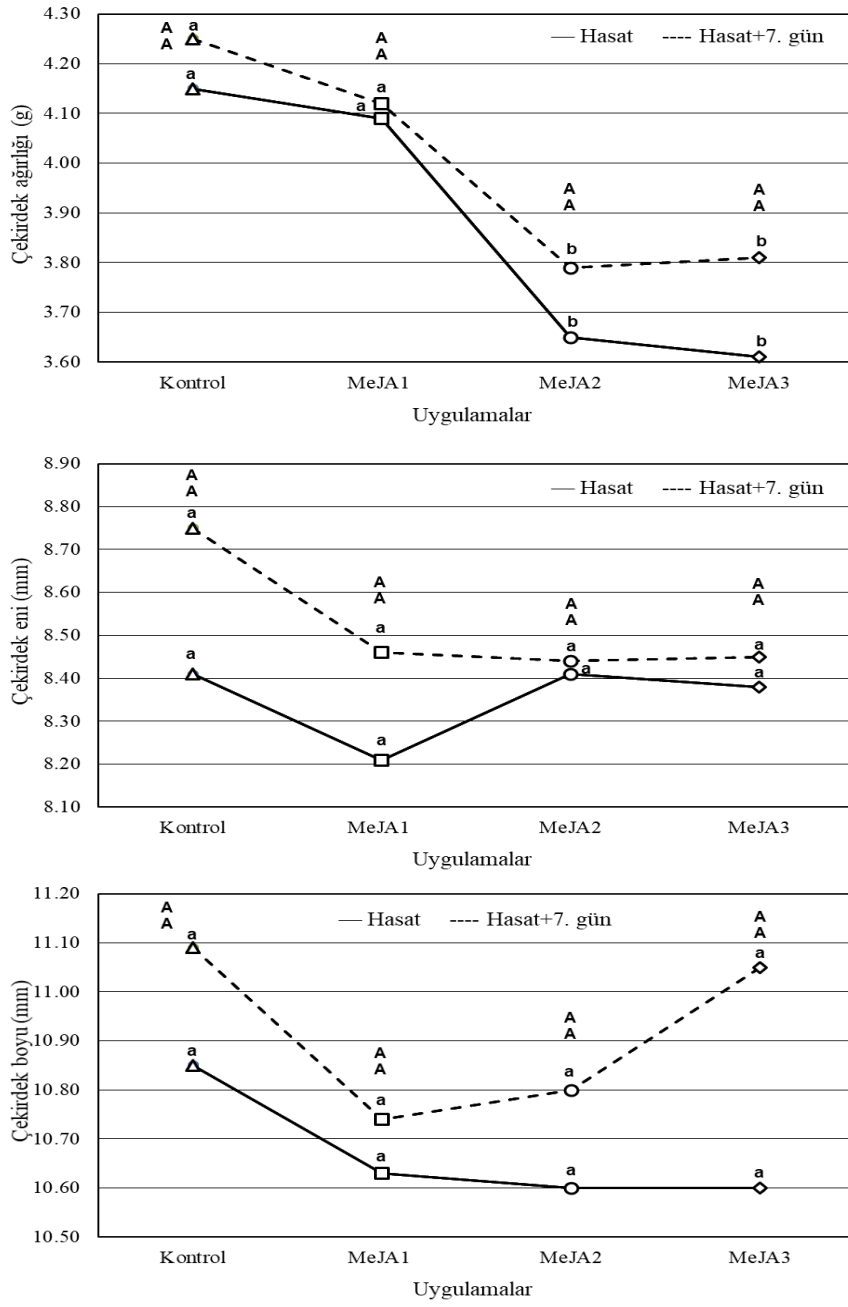 4.30
4.20
4.10
4.00
3.90
3.80
3.70
3.60
Çekirdek ağırlığı (g)
Hasat
Hasat+7. gün
A
A
a
a
A
A
a
a
A
A
b
b
A
A
b
b
Kontrol
MeJA1
MeJA2
MeJA3
Uygulamalar
8.90
8.80
8.70
8.60
8.50
8.40
8.30
8.20
8.10
Çekirdek eni (mm)
Hasat
Hasat+7. gün
A
A
a
a
A
A
a
a
A
A
a
a
A
A
a
a
Kontrol
MeJA1
MeJA2
MeJA3
Uygulamalar
11.20
11.10
11.00
10.90
10.80
10.70
10.60
10.50
Çekirdek boyu (mm)
Hasat
Hasat+7. gün
A
A
a
a
A
A
a
a
A
A
a
a
A
A
a
a
Kontrol
MeJA1
MeJA2
MeJA3
Uygulamalar